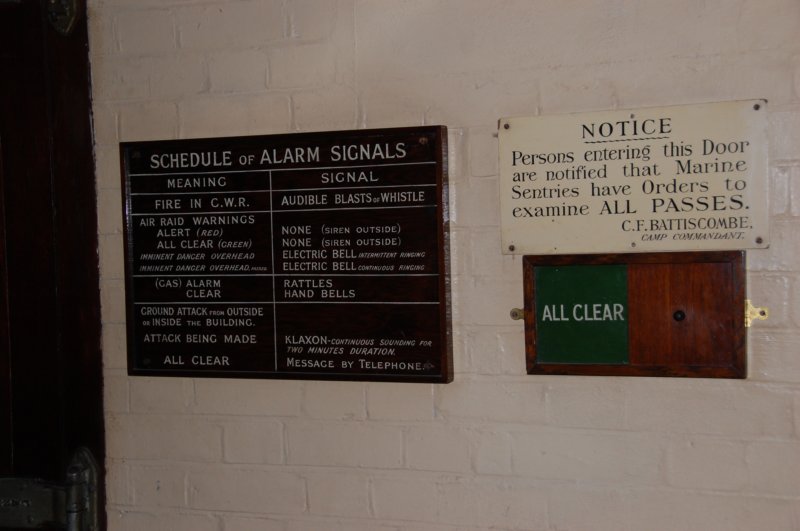 SCHEDULE OF ALARM SIGNALS
MEANING SIGNAL
FIRE IN C.W.R. AUDIBLE BLASTS OF WHISTLE
AIR RAID WARNINGS
ALERT (RED) NONE (SIREN OUTSIDE)
ALL CLEAR (GREEN) NONE (SIREN OUTSIDE)
IMMINENT DANGER OVERHEAD ELECTRIC BELL INTERMITTENT RINGING
IMMINENT DANGER OVERHEAD, ELECTRIC BELL CONTINUOUS RINGING
(GAS) ALARM RATTLES
CLEAR HAND BELLS
GROUND ATTACK FROM OUTSIDE
OR INSIDE THE BUILDING.
ATTACK BEING MADE KLAXON-CONTINUOUS SOUNDING FOR
TWO MINUTES DURATION.
ALL CLEAR MESSAGE BY TELEPHONE.
NOTICE
Persons entering this Door
are notified that Marine
Sentries have Orders to
examine ALL PASSES.
C.F. BATTISCOMBE,
CAMP COMMANDANT.
ALL CLEAR